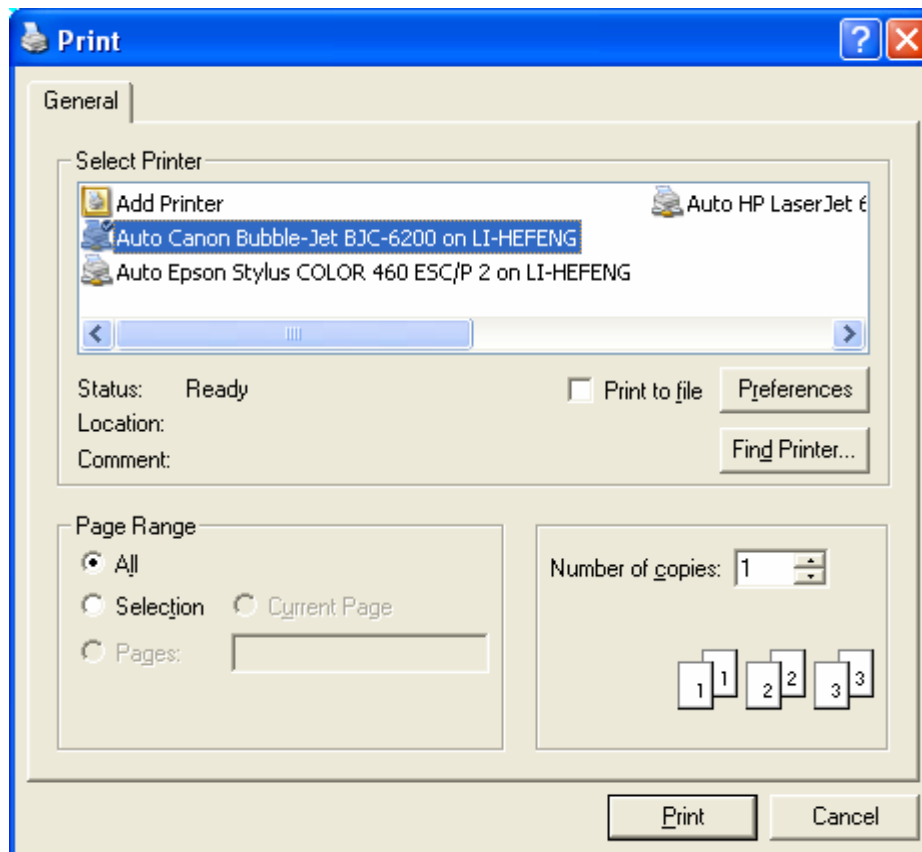 Print
General
Select Printer
Add Printer
Auto HP LaserJet 6
Auto Canon Bubble-Jet BJC-6200 on LI-HEFENG
Auto Epson Stylus COLOR 460 ESC/P 2 on LI-HEFENG
Status: Ready
Print to file
Preferences
Location:
Comment:
Find Printer...
Page Range
All
Selection
Current Page
Pages:
Number of copies: 1
1 1 2 2 3 3
Print
Cancel